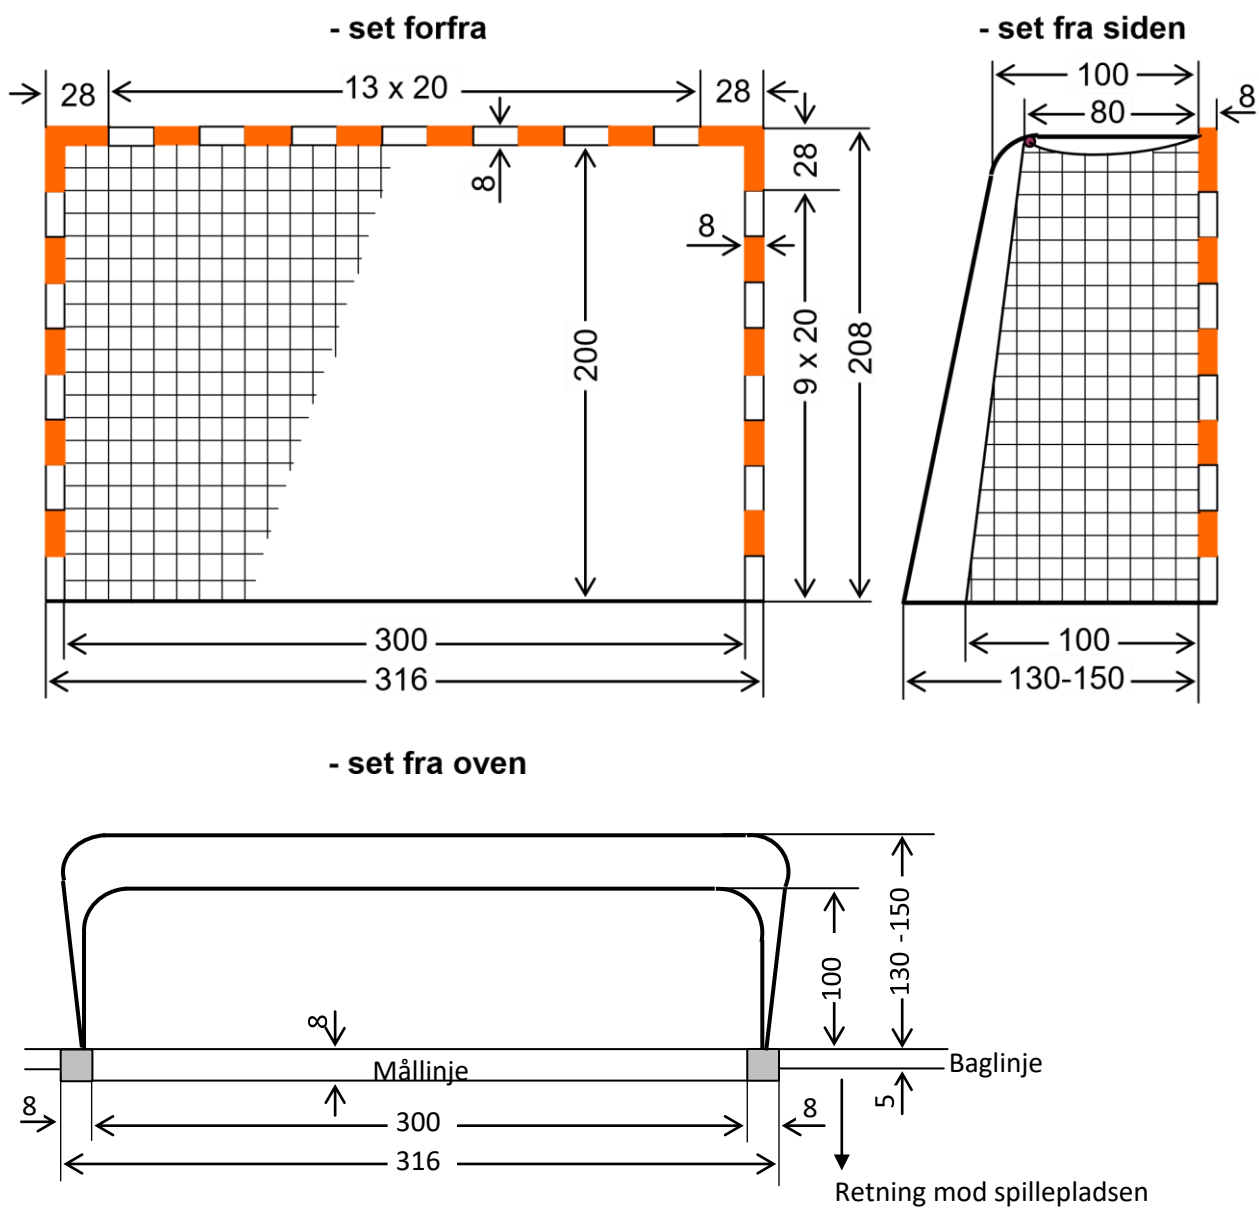 - set forfra
- set fra siden
28
13 x 20
28
100
80
8
28
8
8
9 x 20
208
200
300
316
100
130-150
- set fra oven
130 -150
100
8
Mållinje
Baglinje
5
8
300
8
316
Retning mod spillepladsen